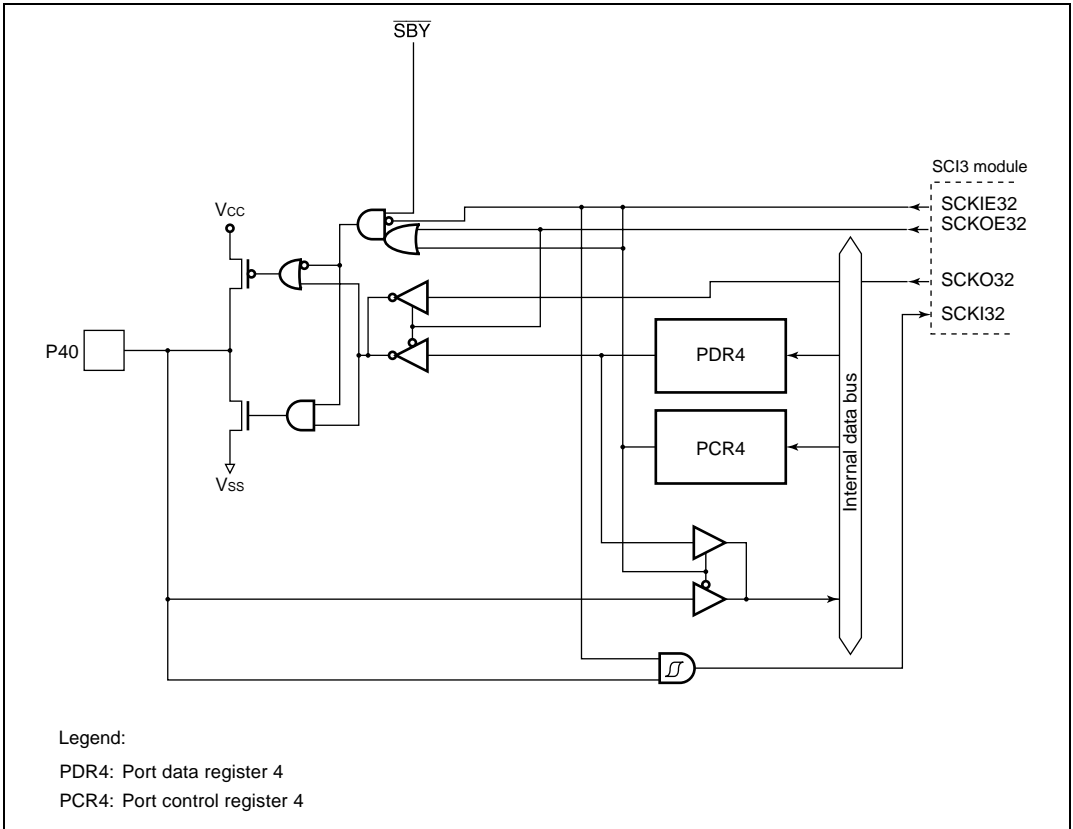 SBY
SCI3 module
SCKIE32
VCC
SCKOE32
SCKO32
SCKI32
P40
PDR4
PCR4
Internal data bus
VSS
Legend:
PDR4: Port data register 4
PCR4: Port control register 4